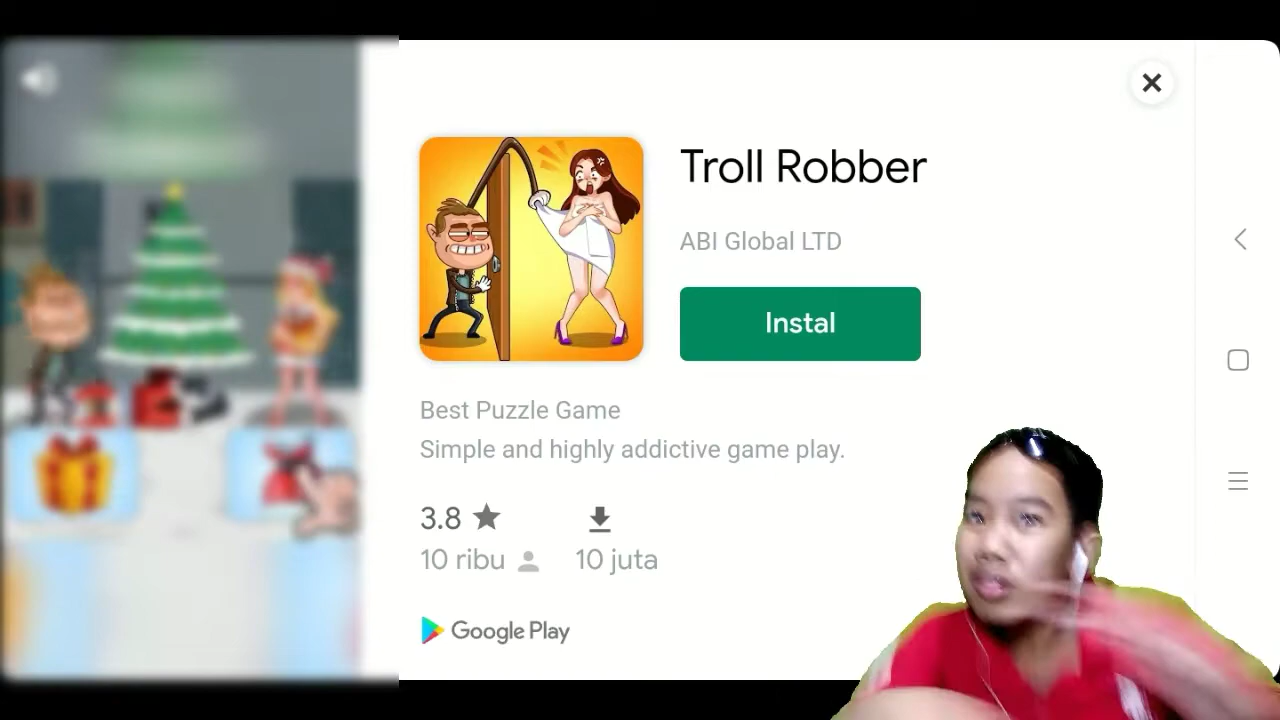 Troll Robber
ABI Global LTD
Instal
Best Puzzle Game
Simple and highly addictive game play.
3.8
10 ribu
10 juta
Google Play